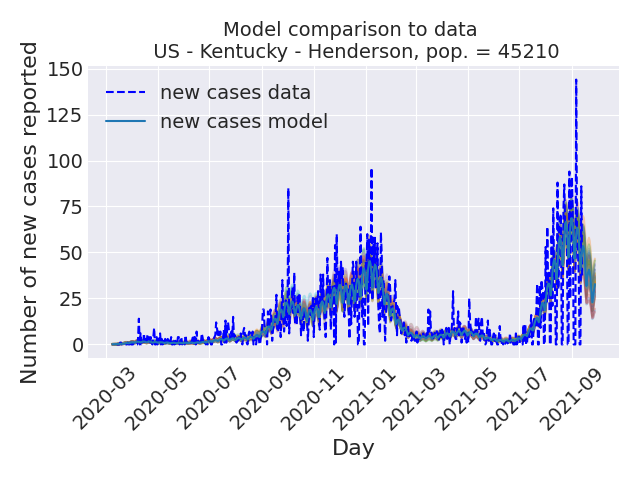 Model comparison to data
US - Kentucky - Henderson, pop. = 45210
Number of new cases reported
150
125
100
75
50
25
0
new cases data
new cases model
2020-03
2020-05
2020-07
2020-09
2020-11
2021-01
2021-03
2021-05
2021-07
2021-09
Day